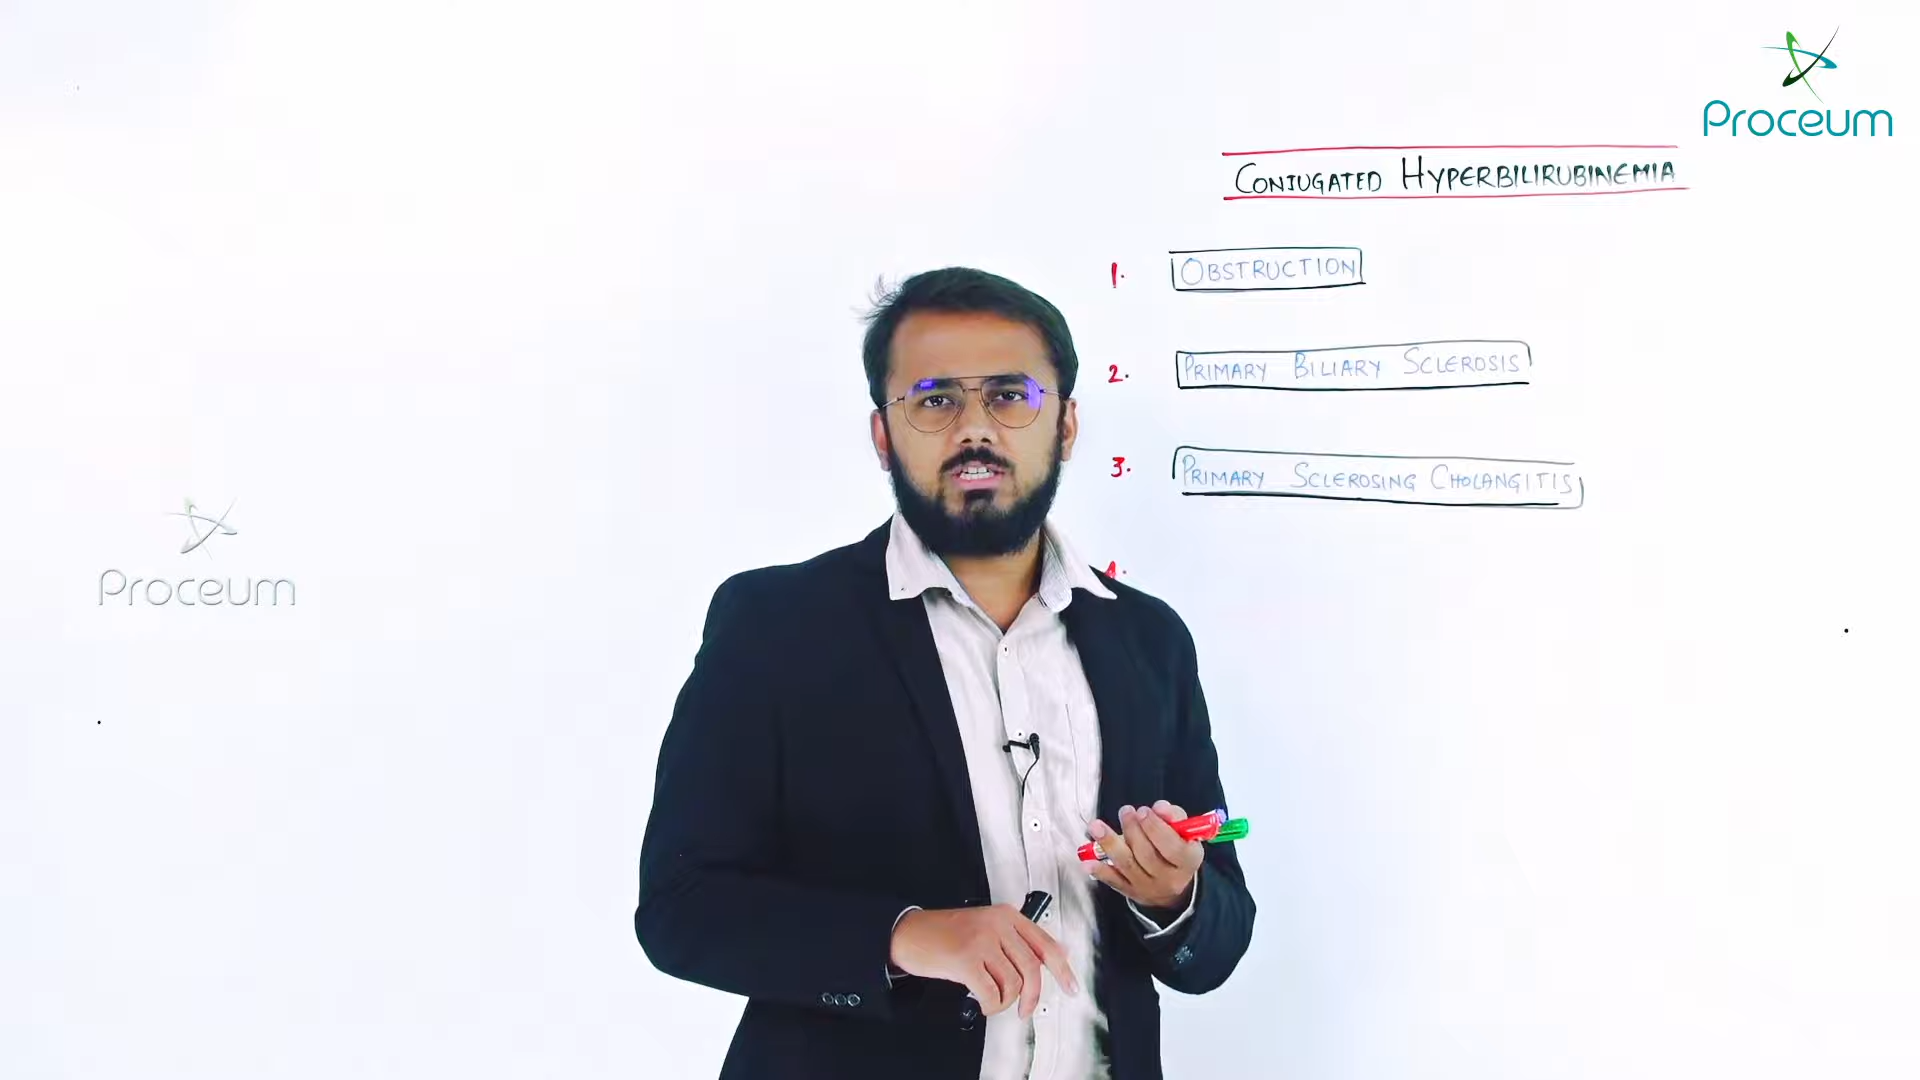 Proceum
CONJUGATED HYPERBILIRUBINEMIA
1. OBSTRUCTION
2. PRIMARY BILIARY SCLEROSIS
3. PRIMARY SCLEROSING CHOLANGITIS
Proceum